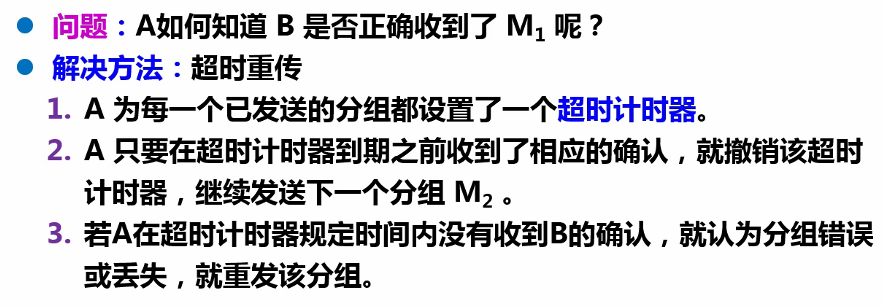 ● 问题：A如何知道 B 是否正确收到了 M₁ 呢？
● 解决方法：超时重传
1. A 为每一个已发送的分组都设置了一个超时计时器。
2. A 只要在超时计时器到期之前收到了相应的确认，就撤销该超时
计时器，继续发送下一个分组 M₂ 。
3. 若A在超时计时器规定时间内没有收到B的确认，就认为分组错误
或丢失，就重发该分组。